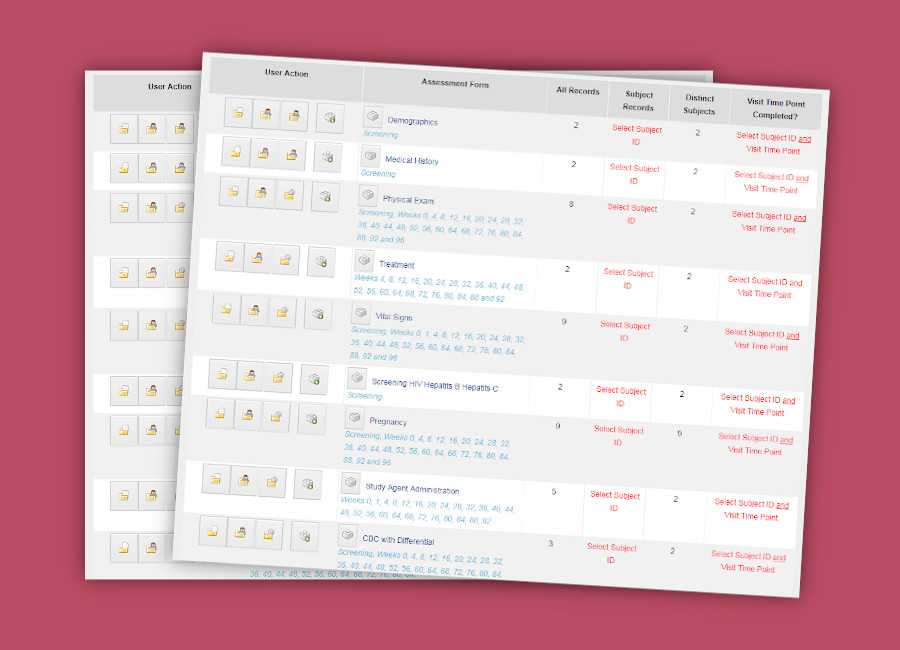 User Action
User Action
Assessment Form
All Records
Subject
Records
Distinct
Subjects
Visit Time Point
Completed?
Demographics
Screening
2
Select Subject
ID
2
Select Subject ID and
Visit Time Point
Medical History
Screening
2
Select Subject
ID
2
Select Subject ID and
Visit Time Point
Physical Exam
Screening, Weeks 0, 4, 8, 12, 16, 20, 24, 28, 32,
36, 40, 44, 48, 52, 56, 60, 64, 68, 72, 76, 80, 84,
88, 92 and 96
8
Select Subject
ID
2
Select Subject ID and
Visit Time Point
Treatment
Weeks 4, 8, 12, 16, 20, 24, 28, 32, 36, 40, 44, 48,
52, 56, 60, 64, 68, 72, 76, 80, 84, 80 and 92
2
Select Subject
ID
2
Select Subject ID and
Visit Time Point
Vital Signs
Screening, Weeks 0, 1, 4, 8, 12, 16, 20, 24, 28, 32,
36, 40, 44, 48, 52, 56, 60, 64, 68, 72, 76, 80, 84,
88, 92 and 96
9
Select Subject
ID
2
Select Subject ID and
Visit Time Point
Screening HIV Hepatits B Hepatits C
Screening
2
Select Subject
ID
2
Select Subject ID and
Visit Time Point
Pregnancy
Screening, Weeks 0, 4, 8, 12, 16, 20, 24, 28, 32,
36, 40, 44, 48, 52, 56, 60, 64, 68, 72, 76, 80, 84,
88, 92 and 96
9
Select Subject
ID
9
Select Subject ID and
Visit Time Point
Study Agent Administration
Weeks 0, 1, 4, 8, 12, 16, 20, 24, 28, 32, 36, 40, 44,
48, 52, 56, 60, 64, 68, 72, 76, 80, 84, 88, 92
5
Select Subject
ID
2
Select Subject ID and
Visit Time Point
CBC with Differential
Screening, Weeks 0, 4, 8, 12, 16, 20, 24, 28, 32,
36, 40, 44, 48, 52, 56, 60, 64, 68, 72, 76, 80, 84,
3
Select Subject
ID
2
Select Subject ID and
Visit Time Point